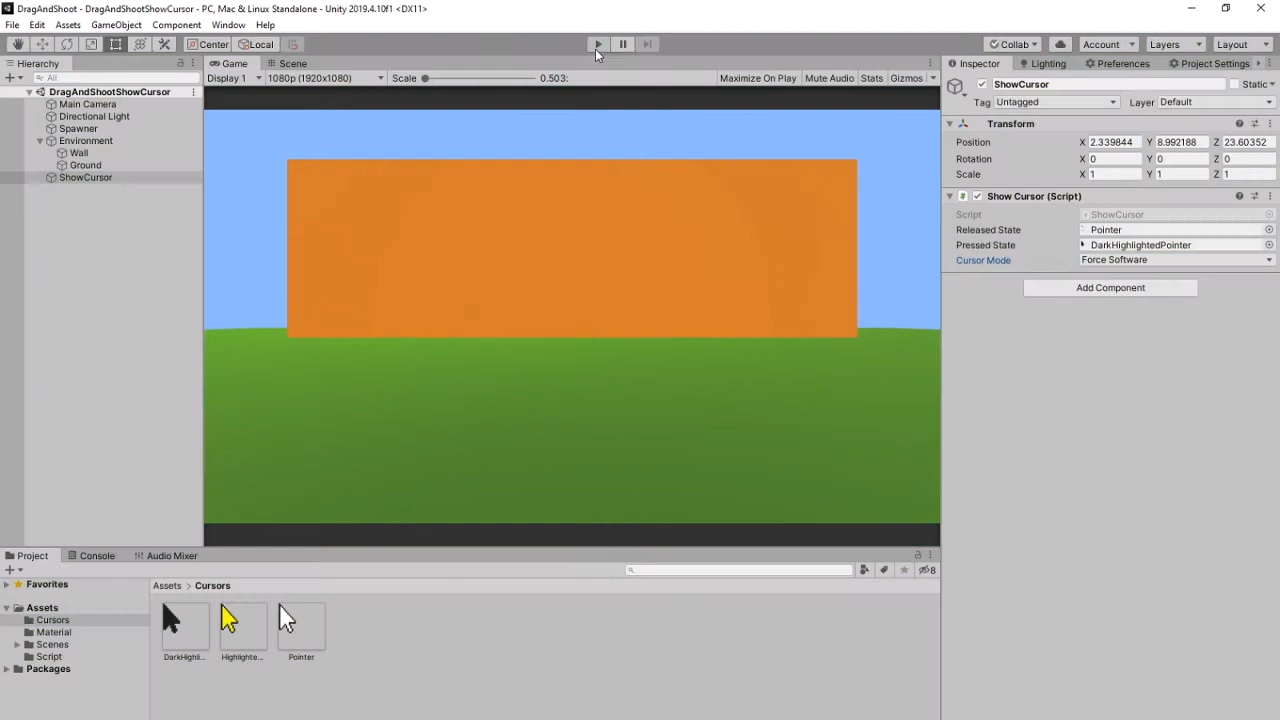 DragAndShoot - DragAndShootShowCursor - PC, Mac & Linux Standalone - Unity 2019.4.10f1 <DX11>
File Edit Assets GameObject Component Window Help
Center Local Collab Account Layers Layout
Hierarchy Game Scene Inspector Lighting Preferences Project Settings
All Display 1 1080p (1920x1080) Scale 0.503: Maximize On Play Mute Audio Stats Gizmos
ShowCursor Static
DragAndShootShowCursor
Main Camera
Directional Light
Spawner
Environment
Wall
Ground
ShowCursor
Tag Untagged Layer Default
Transform
Position X 2.339844 Y 8.992188 Z 23.60352
Rotation X 0 Y 0 Z 0
Scale X 1 Y 1 Z 1
Show Cursor (Script)
Script ShowCursor
Released State Pointer
Pressed State DarkHighlightedPointer
Cursor Mode Force Software
Add Component
Project Console Audio Mixer
8
Favorites
Assets
Cursors
Material
Scenes
Script
Packages
Assets Cursors
DarkHighli... Highlighte... Pointer